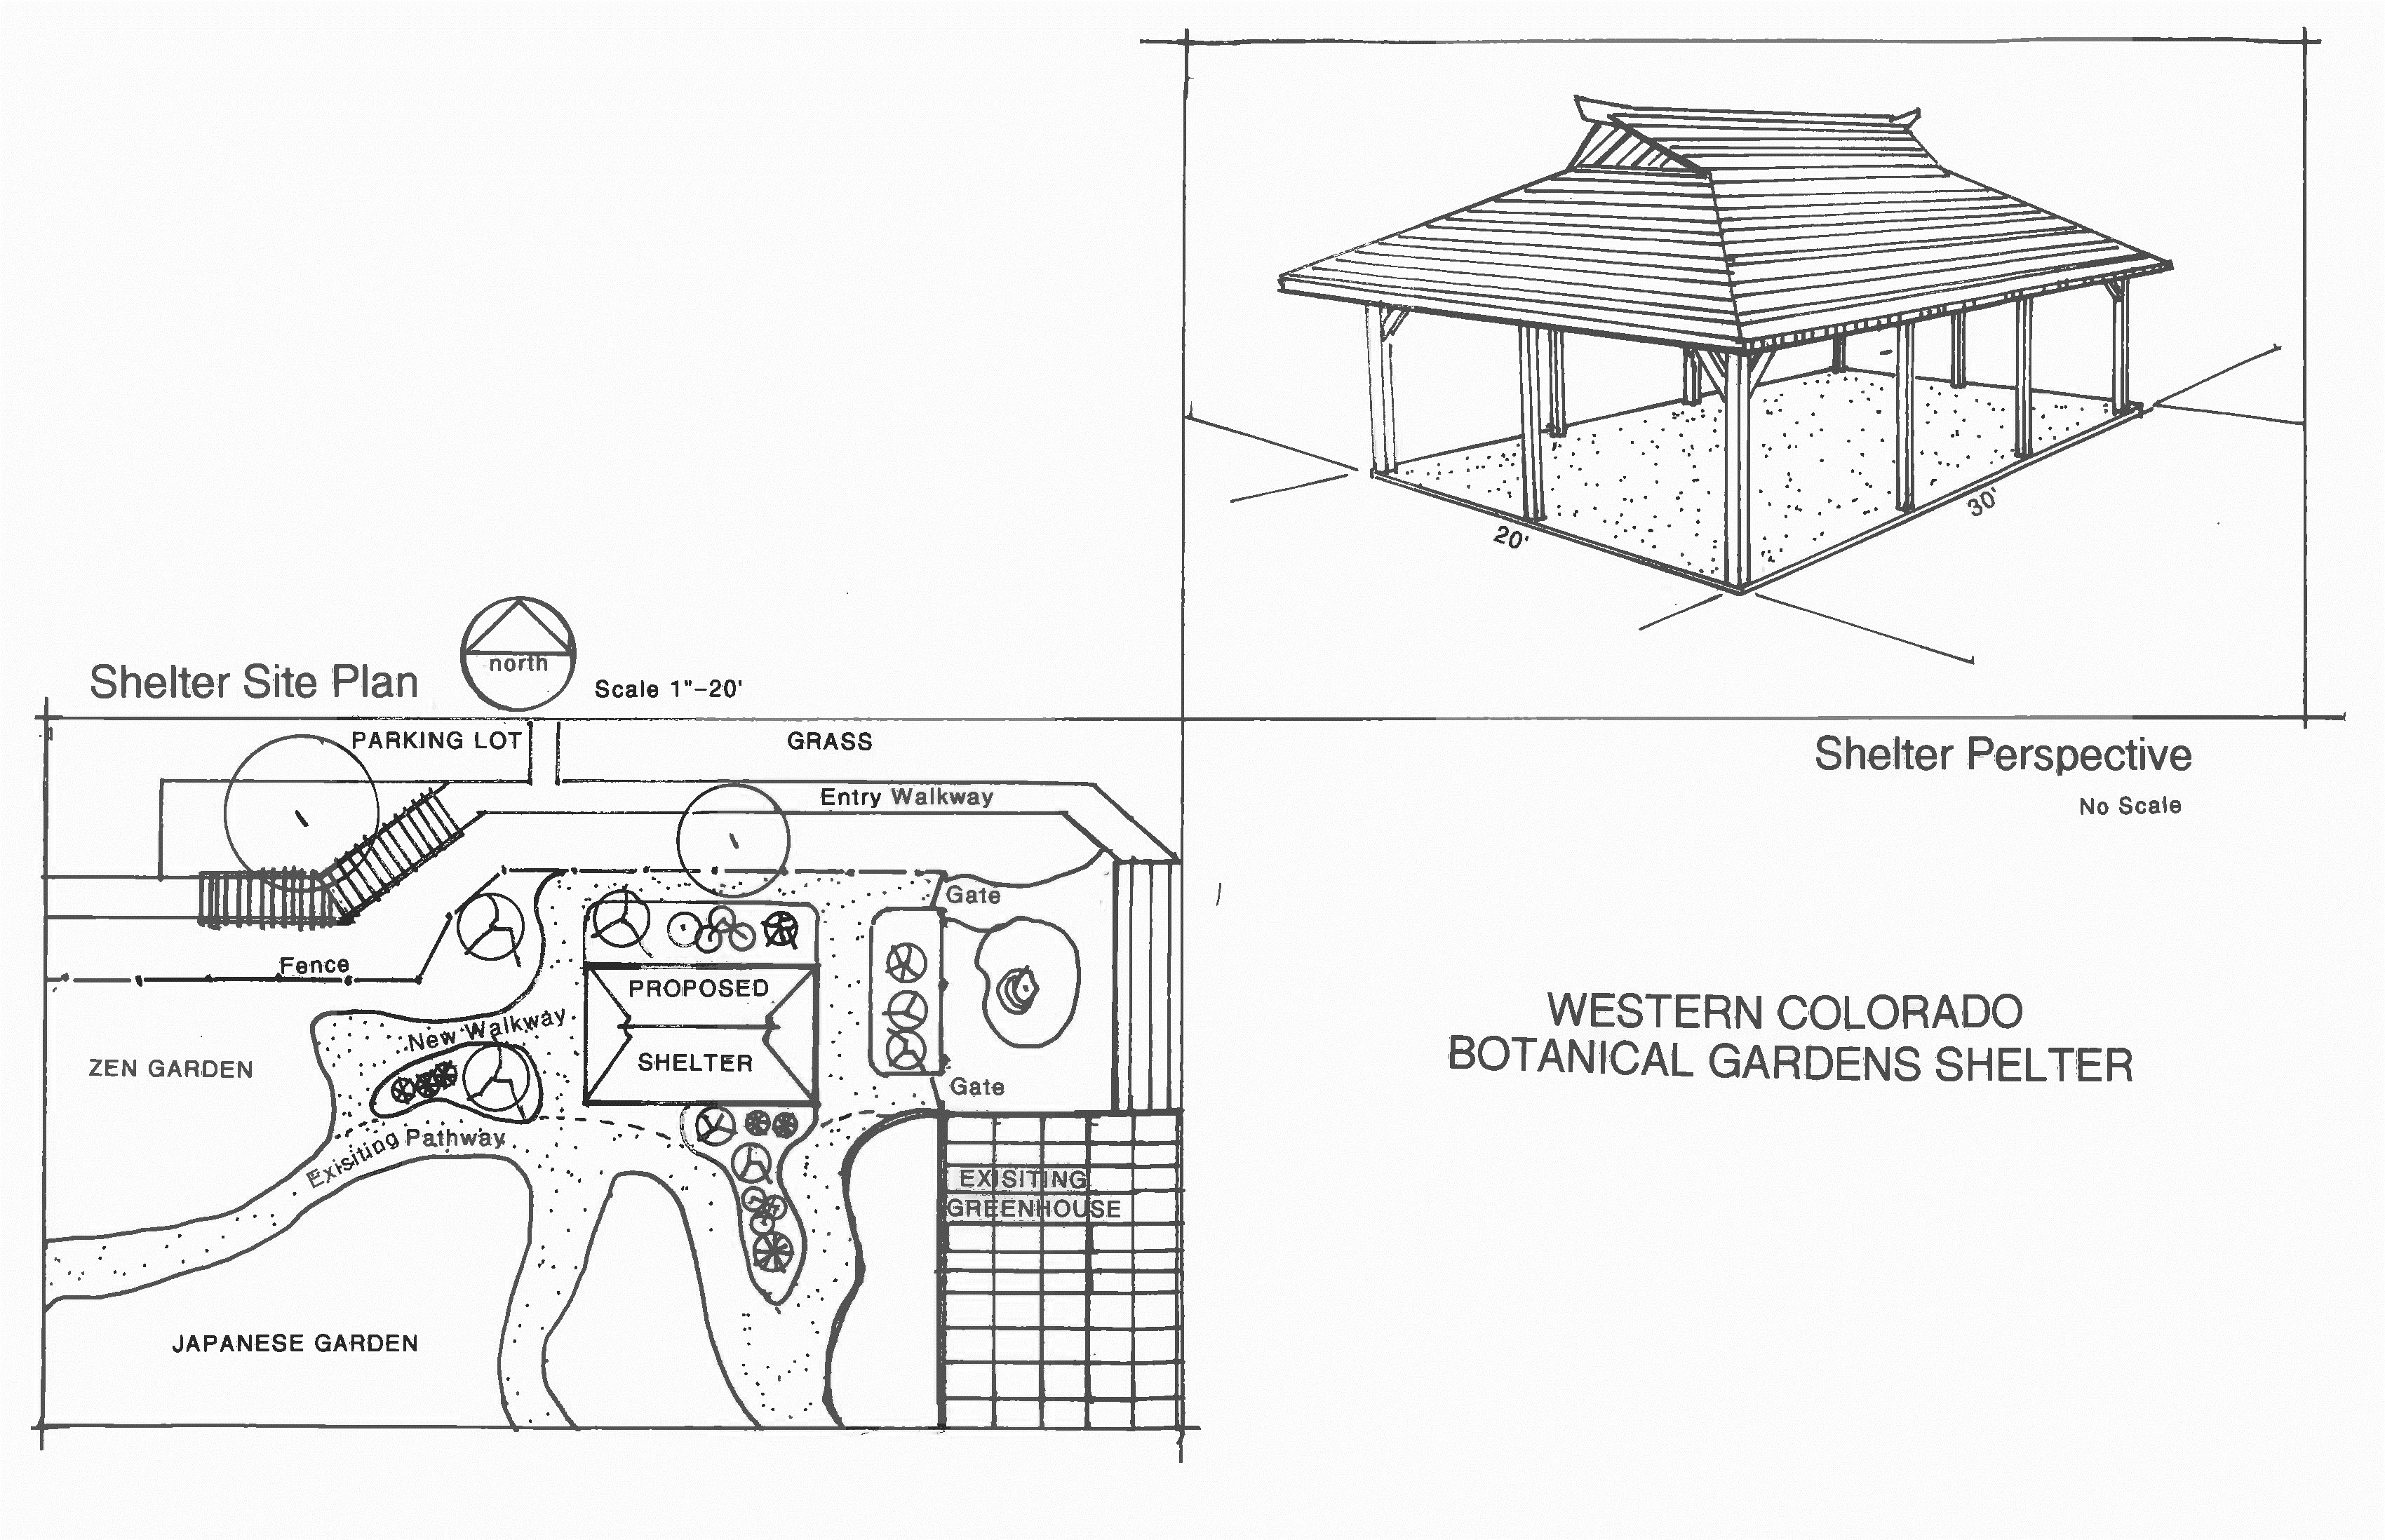 20'
30'
Shelter Site Plan
north
Scale 1"-20'
PARKING LOT
GRASS
Entry Walkway
Gate
Fence
PROPOSED
New Walkway
ZEN GARDEN
SHELTER
Gate
Exisiting Pathway
EXISITING
GREENHOUSE
JAPANESE GARDEN
Shelter Perspective
No Scale
WESTERN COLORADO
BOTANICAL GARDENS SHELTER